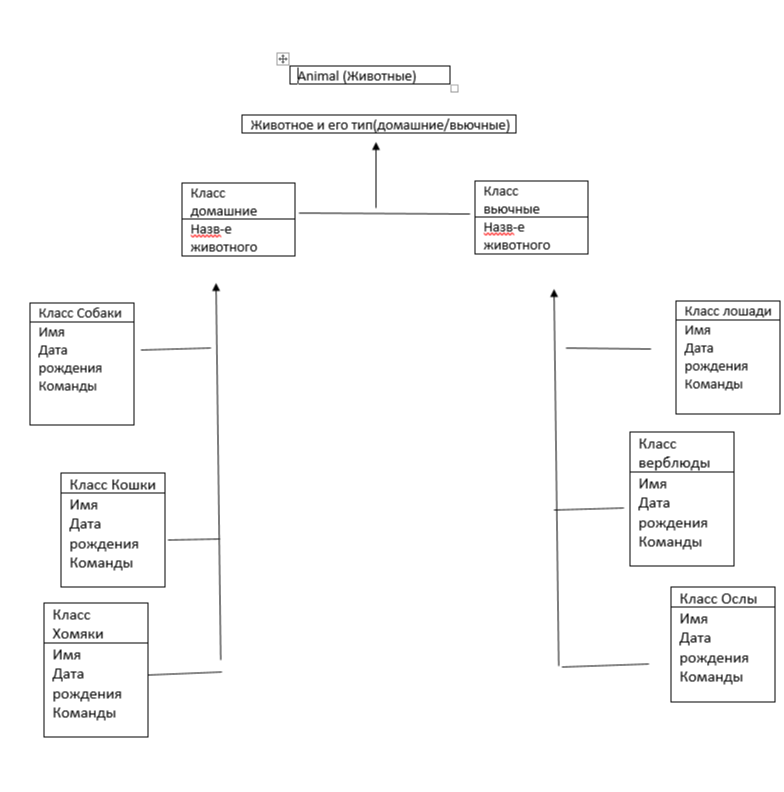 Animal (Животные)
Животное и его тип(домашние/вьючные)
Класс
домашние
Назв-е
животного
Класс
вьючные
Назв-е
животного
Класс Собаки
Имя
Дата
рождения
Команды
Класс лошади
Имя
Дата
рождения
Команды
Класс
верблюды
Имя
Дата
рождения
Команды
Класс Кошки
Имя
Дата
рождения
Команды
Класс Ослы
Имя
Дата
рождения
Команды
Класс
Хомяки
Имя
Дата
рождения
Команды